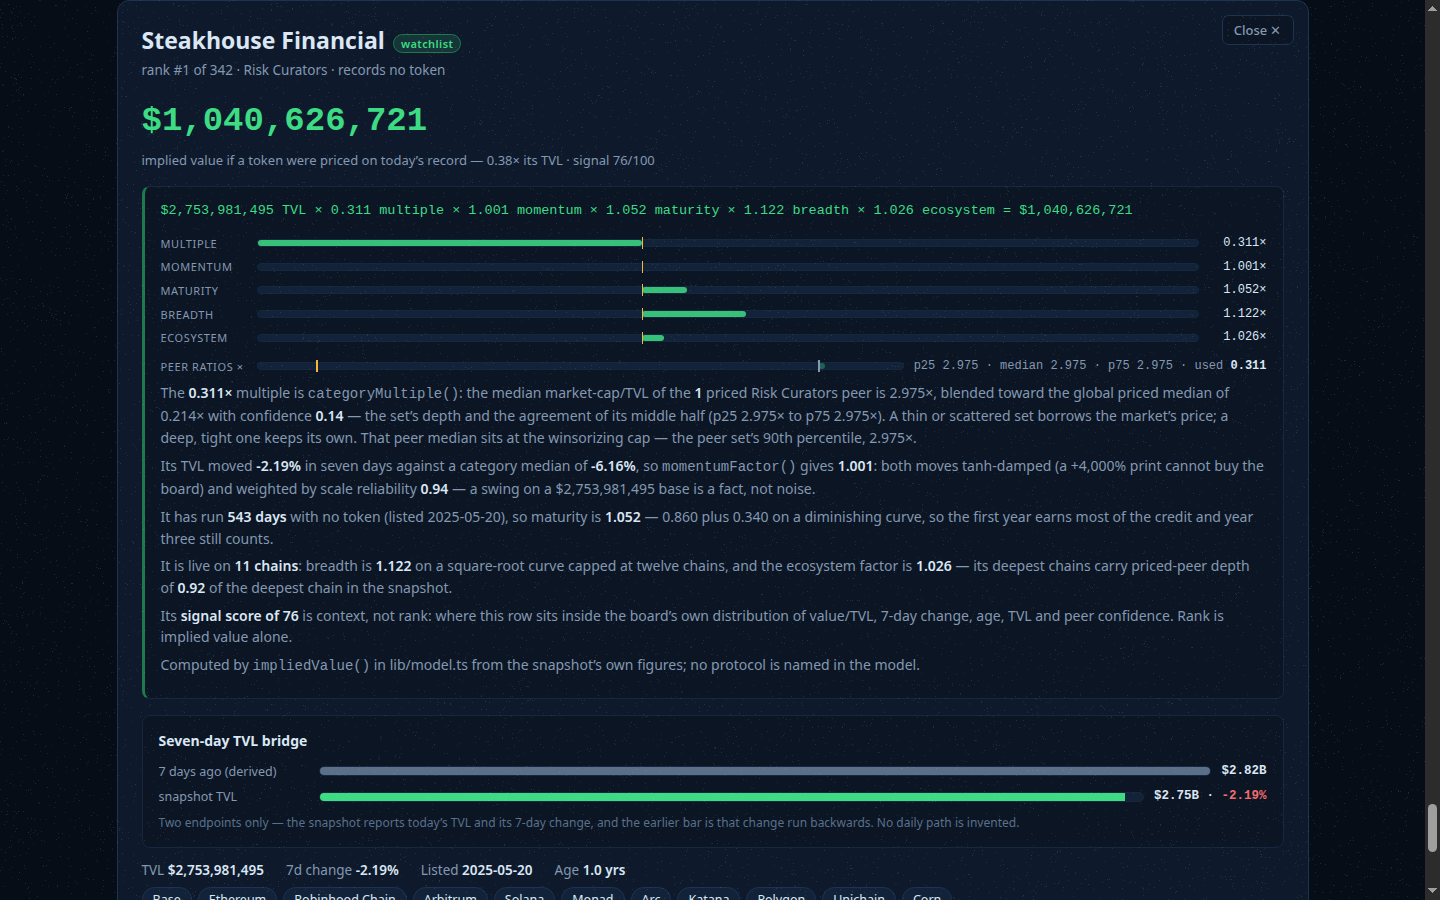 Steakhouse Financial watchlist
Close ✕
rank #1 of 342 · Risk Curators · records no token
$1,040,626,721
implied value if a token were priced on today's record — 0.38× its TVL · signal 76/100
$2,753,981,495 TVL × 0.311 multiple × 1.001 momentum × 1.052 maturity × 1.122 breadth × 1.026 ecosystem = $1,040,626,721
MULTIPLE 0.311×
MOMENTUM 1.001×
MATURITY 1.052×
BREADTH 1.122×
ECOSYSTEM 1.026×
PEER RATIOS × p25 2.975 · median 2.975 · p75 2.975 · used 0.311
The 0.311× multiple is categoryMultiple(): the median market-cap/TVL of the 1 priced Risk Curators peer is 2.975×, blended toward the global priced median of
0.214× with confidence 0.14 — the set's depth and the agreement of its middle half (p25 2.975× to p75 2.975×). A thin or scattered set borrows the market's price; a
deep, tight one keeps its own. That peer median sits at the winsorizing cap — the peer set's 90th percentile, 2.975×.
Its TVL moved -2.19% in seven days against a category median of -6.16%, so momentumFactor() gives 1.001: both moves tanh-damped (a +4,000% print cannot buy the
board) and weighted by scale reliability 0.94 — a swing on a $2,753,981,495 base is a fact, not noise.
It has run 543 days with no token (listed 2025-05-20), so maturity is 1.052 — 0.860 plus 0.340 on a diminishing curve, so the first year earns most of the credit and year
three still counts.
It is live on 11 chains: breadth is 1.122 on a square-root curve capped at twelve chains, and the ecosystem factor is 1.026 — its deepest chains carry priced-peer depth
of 0.92 of the deepest chain in the snapshot.
Its signal score of 76 is context, not rank: where this row sits inside the board's own distribution of value/TVL, 7-day change, age, TVL and peer confidence. Rank is
implied value alone.
Computed by impliedValue() in lib/model.ts from the snapshot's own figures; no protocol is named in the model.
Seven-day TVL bridge
7 days ago (derived) $2.82B
snapshot TVL $2.75B · -2.19%
Two endpoints only — the snapshot reports today's TVL and its 7-day change, and the earlier bar is that change run backwards. No daily path is invented.
TVL $2,753,981,495 7d change -2.19% Listed 2025-05-20 Age 1.0 yrs
Base Ethereum Robinhood Chain Arbitrum Solana Monad Arc Katana Polygon Unichain Corn